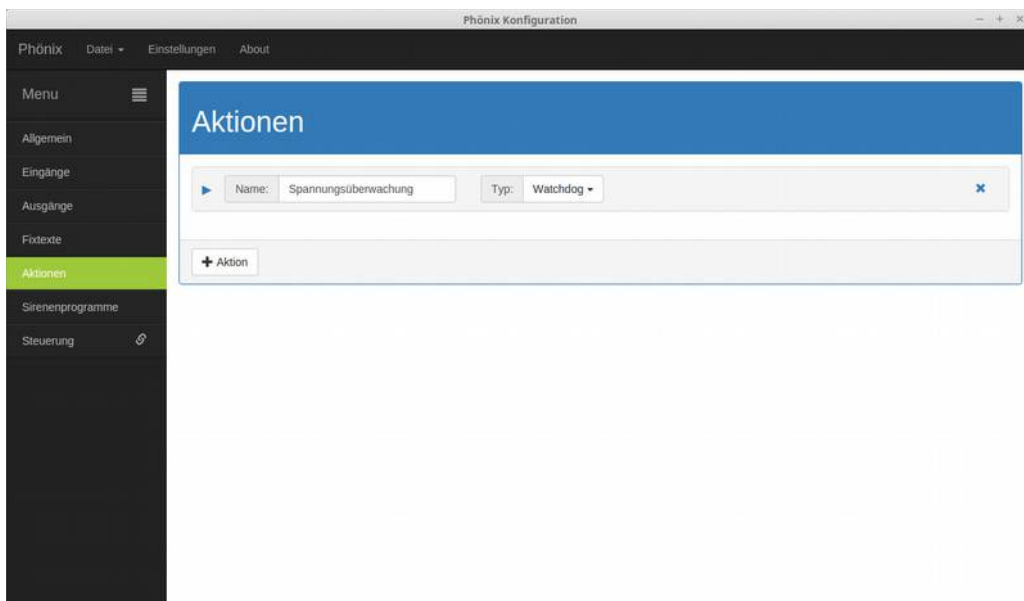 Phönix Konfiguration
Phönix Datei Einstellungen About
Menu
Allgemein
Eingänge
Ausgänge
Fixtexte
Aktionen
Sirenenprogramme
Steuerung
Aktionen
Name: Spannungsüberwachung Typ: Watchdog
Aktion